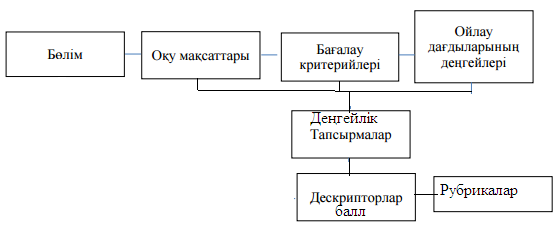 Бөлім
Оқу мақсаттары
Бағалау
критерийлері
Ойлау
дағдыларының
деңгейлері
Деңгейлік
Тапсырмалар
Дескрипторлар
балл
Рубрикалар